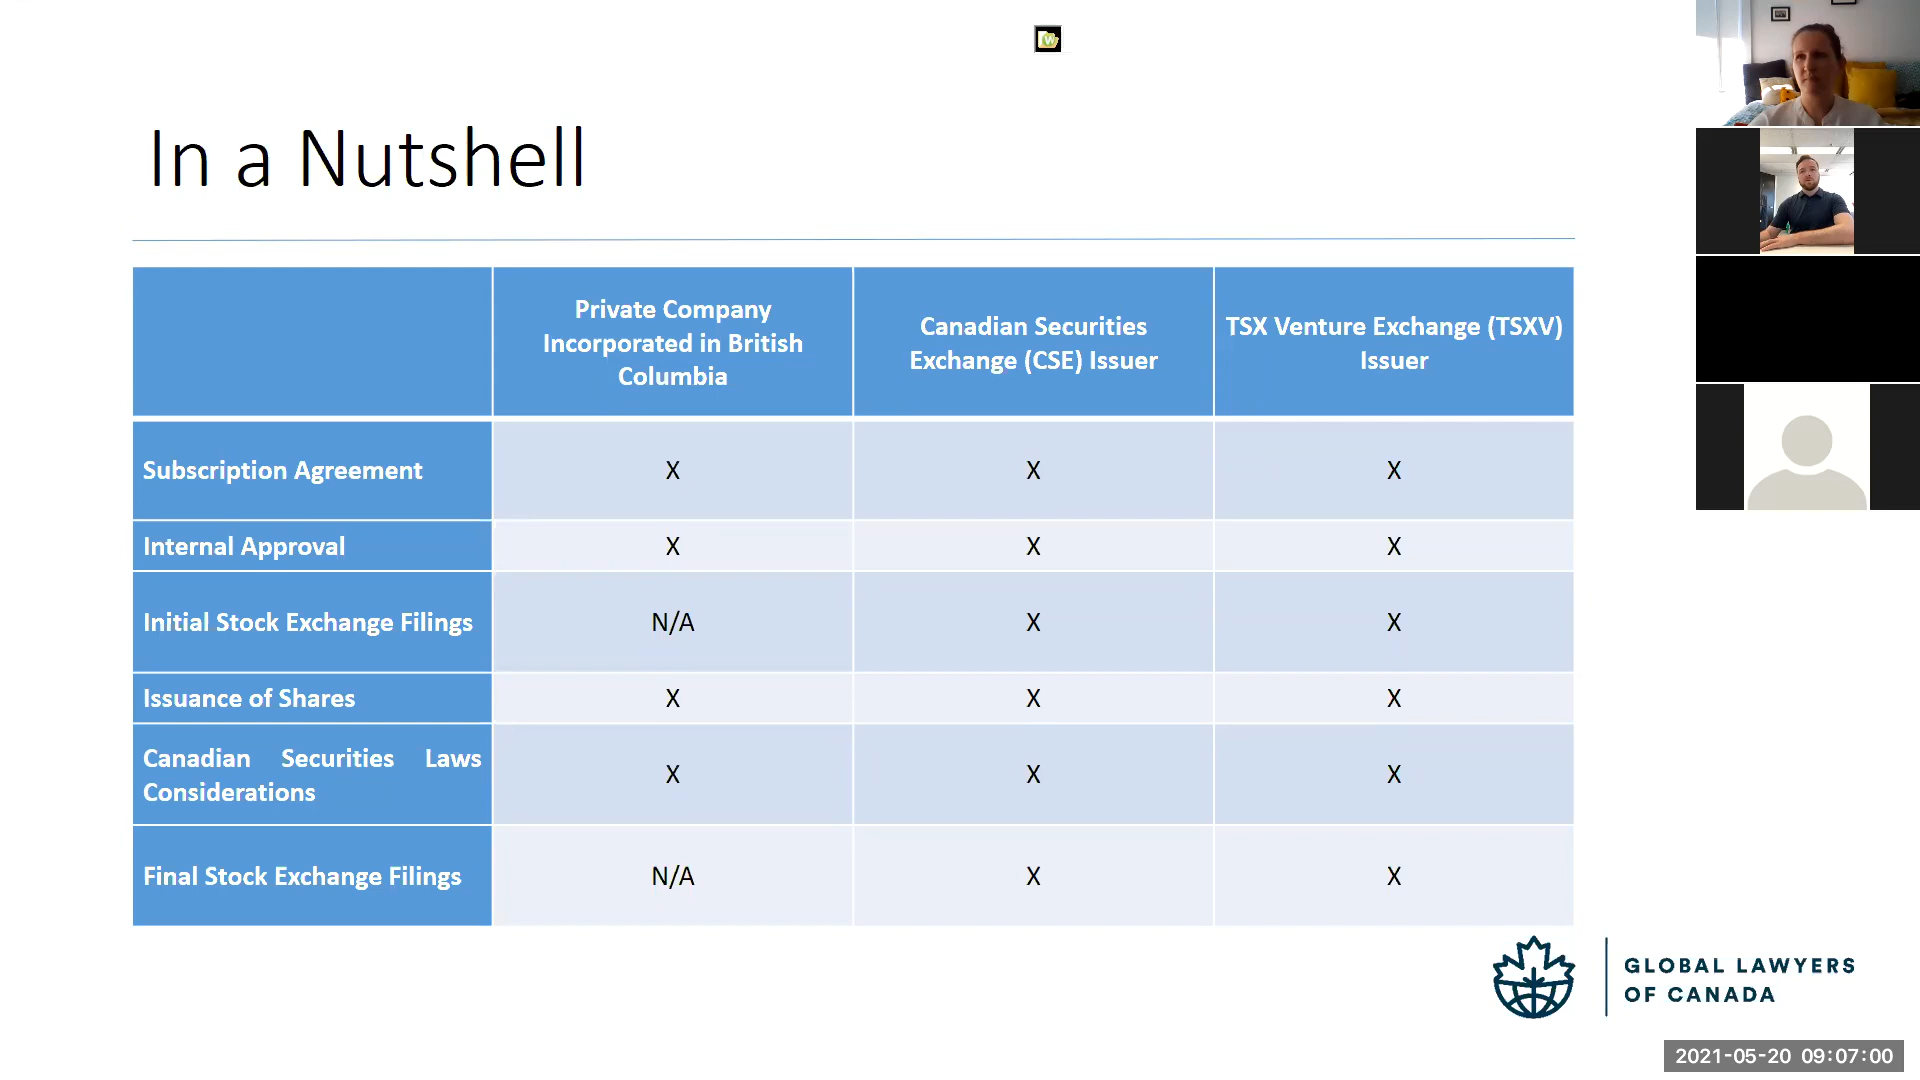 In a Nutshell
Private Company
Incorporated in British
Columbia
Canadian Securities
Exchange (CSE) Issuer
TSX Venture Exchange (TSXV)
Issuer
Subscription Agreement X X X
Internal Approval X X X
Initial Stock Exchange Filings N/A X X
Issuance of Shares X X X
Canadian Securities Laws
Considerations X X X
Final Stock Exchange Filings N/A X X
GLOBAL LAWYERS
OF CANADA
2021-05-20 09:07:00